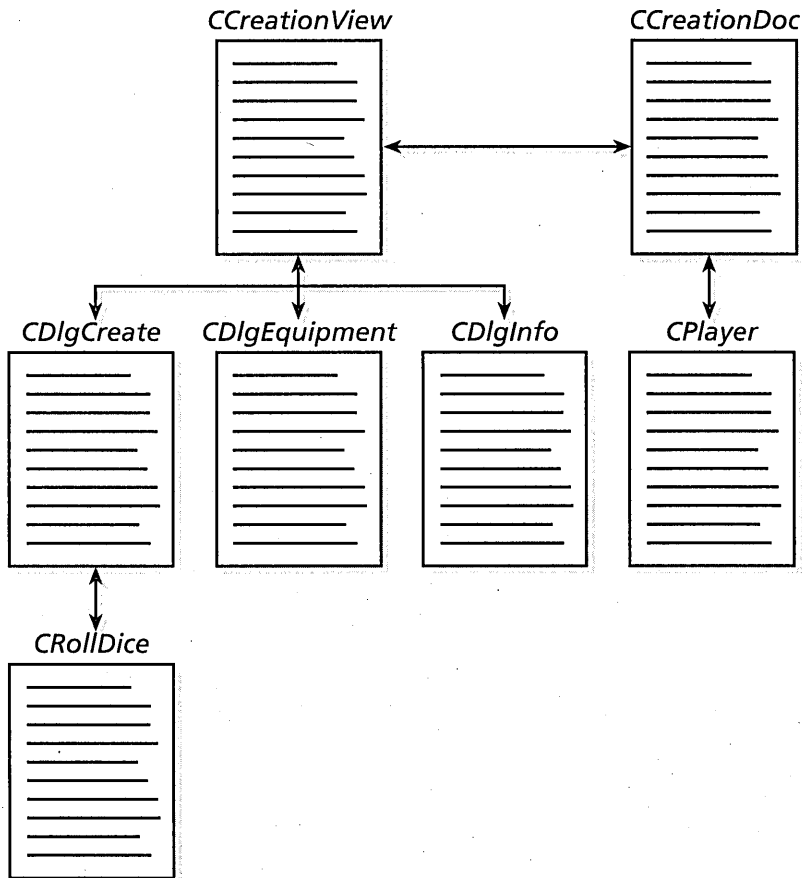 CCreationView
CCreationDoc
CDlgCreate
CDlgEquipment
CDlgInfo
CPlayer
CRollDice